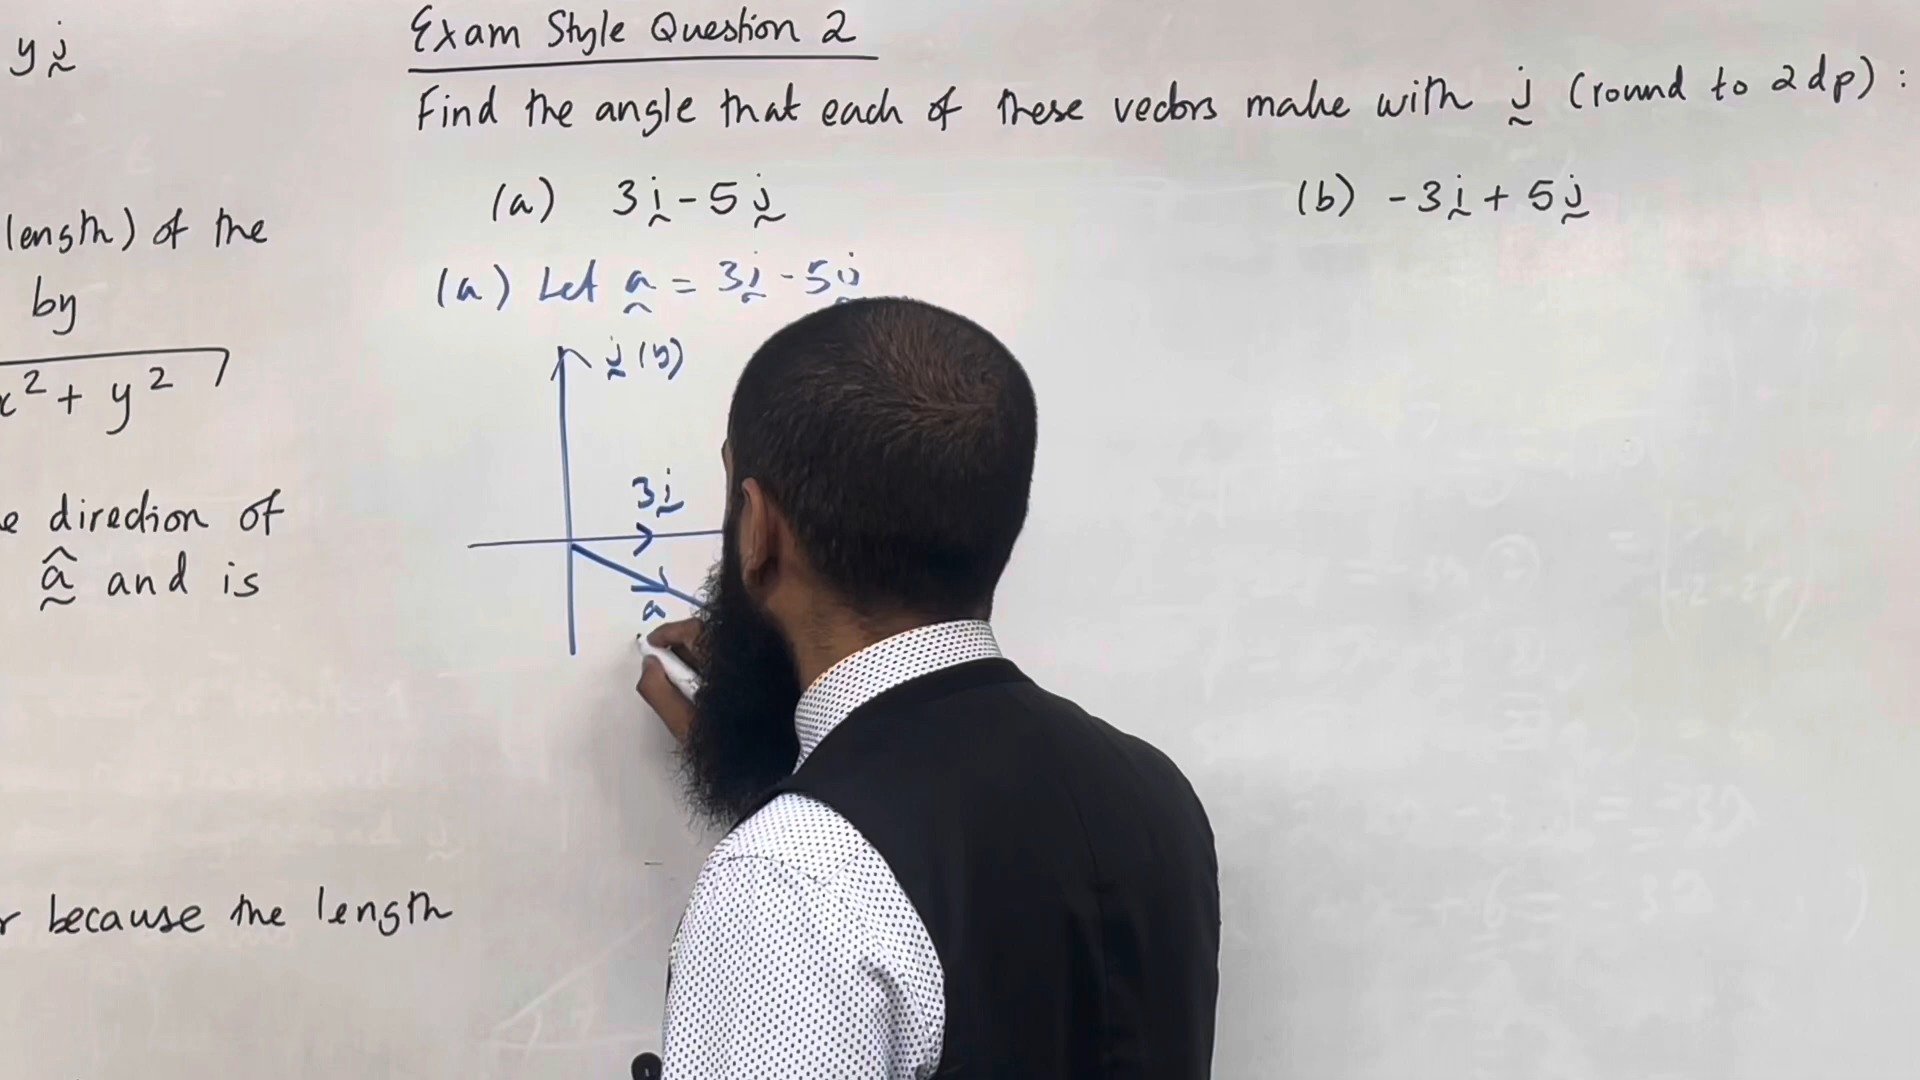 y j
length) of the
by
x² + y²
e direction of
â and is
r because the length
Exam Style Question 2
Find the angle that each of these vectors make with j (round to 2dp) :
(a) 3i - 5j
(b) -3i + 5j
(a) Let a = 3i - 5j
j (y)
3i
a